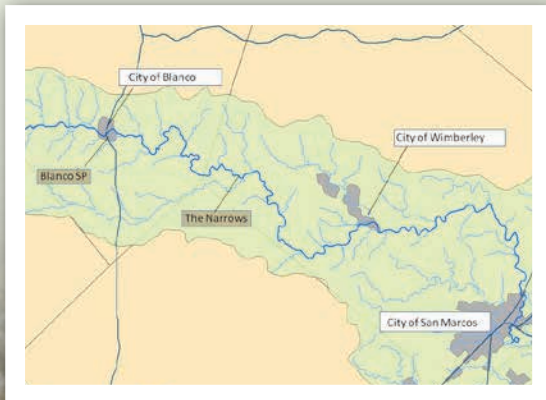 City of Blanco
City of Wimberley
Blanco SP
The Narrows
City of San Marcos